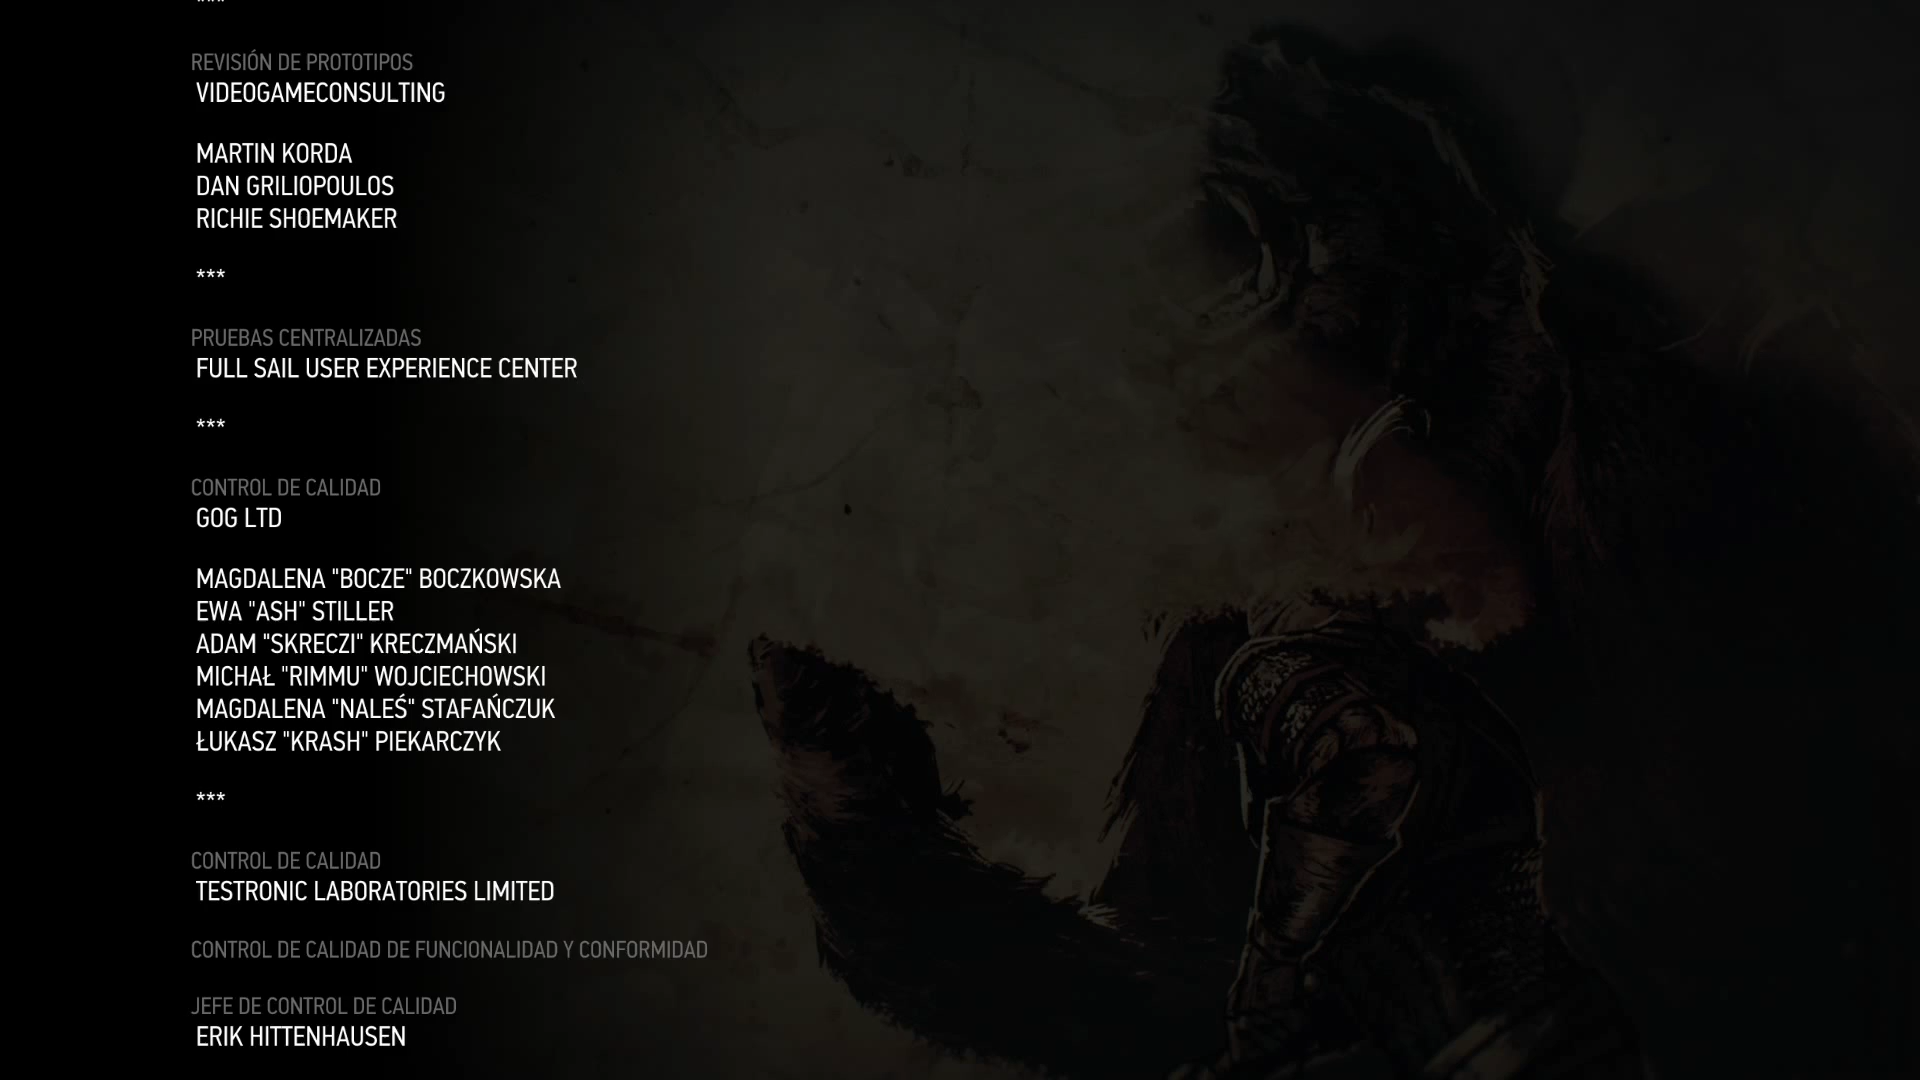 ***
REVISIÓN DE PROTOTIPOS
VIDEOGAMECONSULTING
MARTIN KORDA
DAN GRILIOPOULOS
RICHIE SHOEMAKER
***
PRUEBAS CENTRALIZADAS
FULL SAIL USER EXPERIENCE CENTER
***
CONTROL DE CALIDAD
GOG LTD
MAGDALENA "BOCZE" BOCZKOWSKA
EWA "ASH" STILLER
ADAM "SKRECZI" KRECZMAŃSKI
MICHAŁ "RIMMU" WOJCIECHOWSKI
MAGDALENA "NALEŚ" STAFAŃCZUK
ŁUKASZ "KRASH" PIEKARCZYK
***
CONTROL DE CALIDAD
TESTRONIC LABORATORIES LIMITED
CONTROL DE CALIDAD DE FUNCIONALIDAD Y CONFORMIDAD
JEFE DE CONTROL DE CALIDAD
ERIK HITTENHAUSEN